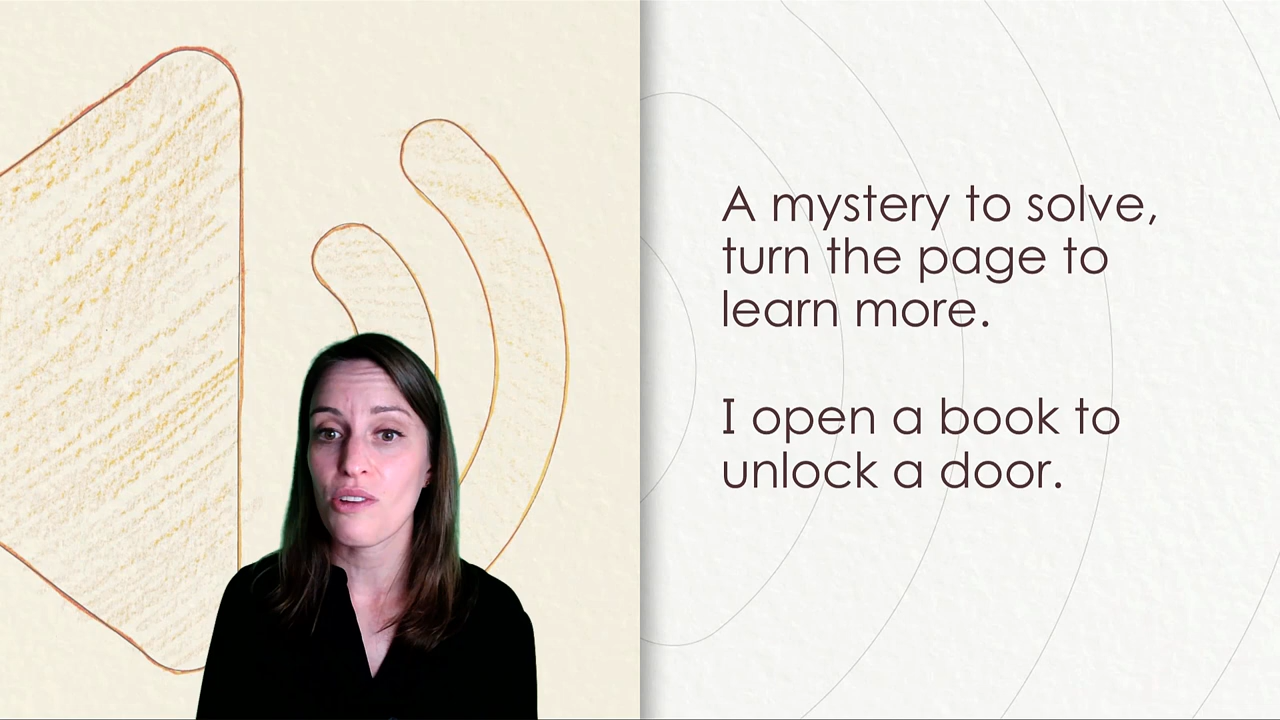 A mystery to solve,
turn the page to
learn more.
I open a book to
unlock a door.